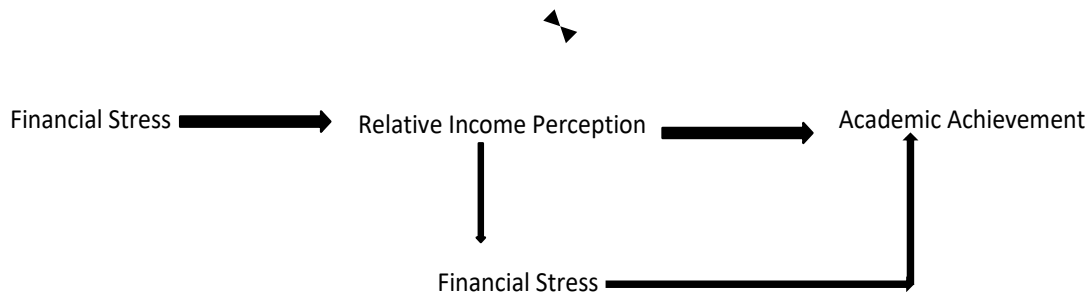 Financial Stress
Relative Income Perception
Academic Achievement
Financial Stress